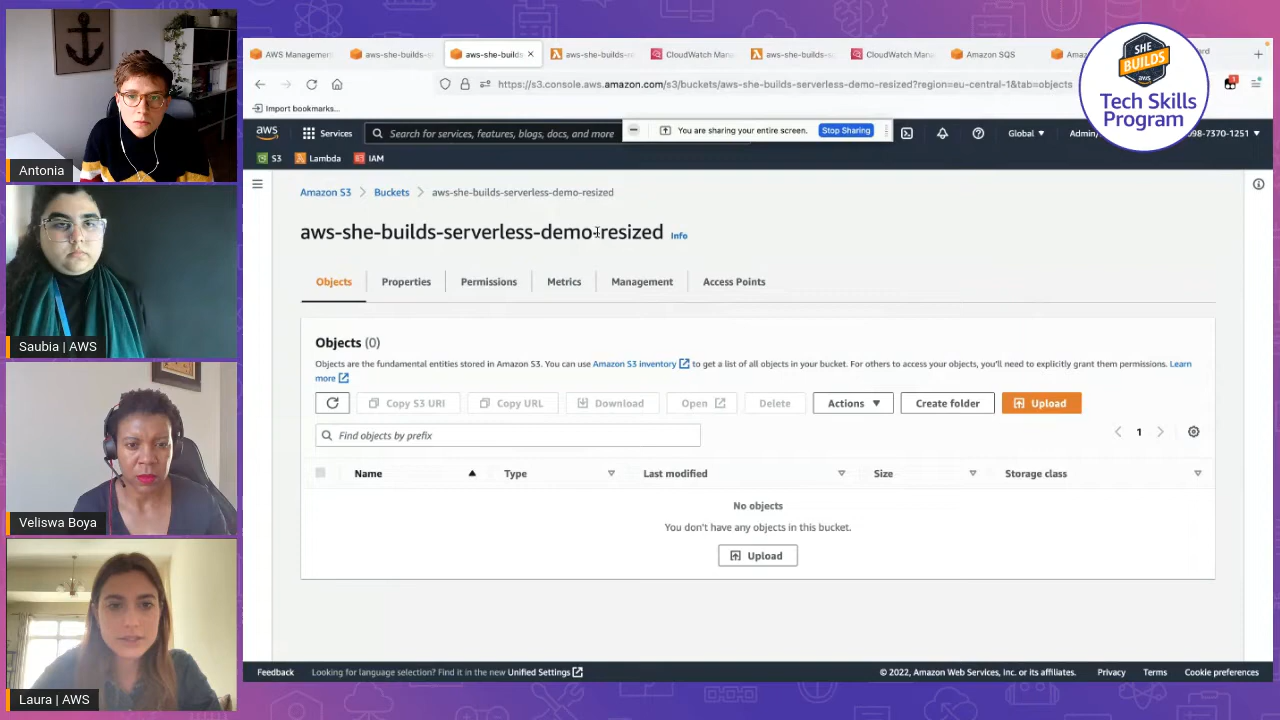 Antonia
Saubia | AWS
Veliswa Boya
Laura | AWS
SHE
BUILDS
aws
Tech Skills
Program
AWS Managemen
aws-she-builds-s
aws-she-builds
aws-she-builds-re
CloudWatch Mana
aws-she-builds-s
CloudWatch Man
Amazon SQS
Amaz
https://s3.console.aws.amazon.com/s3/buckets/aws-she-builds-serverless-demo-resized?region=eu-central-1&tab=objects
Import bookmarks...
aws
Services
Search for services, features, blogs, docs, and more
You are sharing your entire screen.
Stop Sharing
Global
Admin/
98-7370-1251
S3
Lambda
IAM
Amazon S3
Buckets
aws-she-builds-serverless-demo-resized
aws-she-builds-serverless-demo-resized
Info
Objects
Properties
Permissions
Metrics
Management
Access Points
Objects (0)
Objects are the fundamental entities stored in Amazon S3. You can use Amazon S3 inventory to get a list of all objects in your bucket. For others to access your objects, you'll need to explicitly grant them permissions. Learn
more
Copy S3 URI
Copy URL
Download
Open
Delete
Actions
Create folder
Upload
Find objects by prefix
1
Name
Type
Last modified
Size
Storage class
No objects
You don't have any objects in this bucket.
Upload
Feedback
Looking for language selection? Find it in the new Unified Settings
© 2022, Amazon Web Services, Inc. or its affiliates.
Privacy
Terms
Cookie preferences